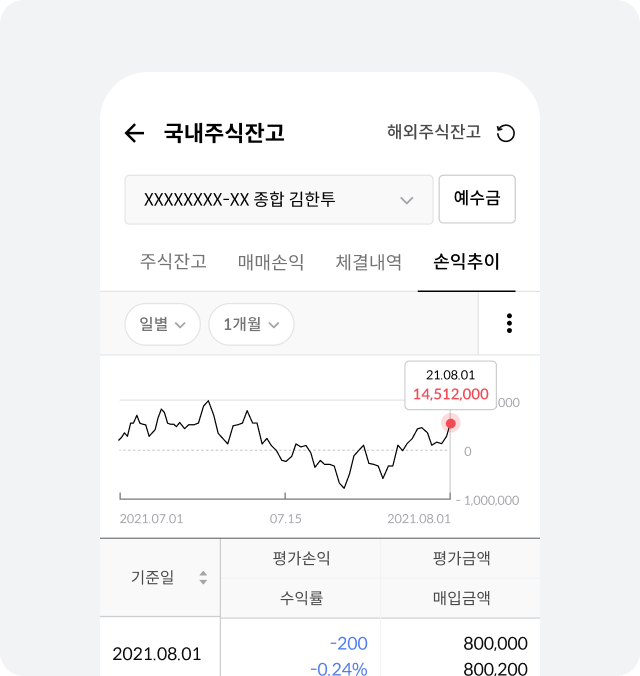 국내주식잔고 해외주식잔고
XXXXXXXX-XX 종합 김한투 예수금
주식잔고 매매손익 체결내역 손익추이
일별 1개월
21.08.01
14,512,000
000
0
- 1,000,000
2021.07.01 07.15 2021.08.01
기준일 평가손익 평가금액
수익률 매입금액
2021.08.01 -200 800,000
-0.24% 800,200